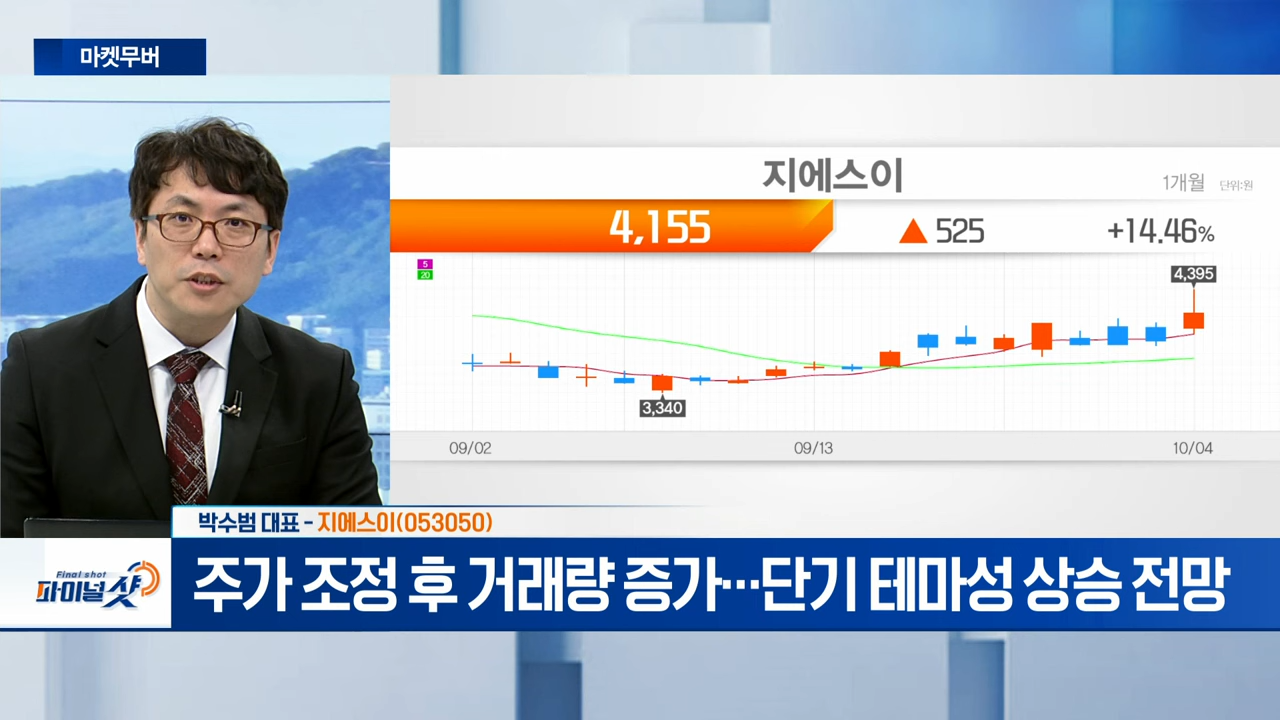 마켓무버
지에스이
1개월 단위:원
4,155 ▲ 525 +14.46%
5
20
4,395
3,340
09/02 09/13 10/04
박수범 대표 - 지에스이(053050)
Final shot
파이널샷
주가 조정 후 거래량 증가…단기 테마성 상승 전망